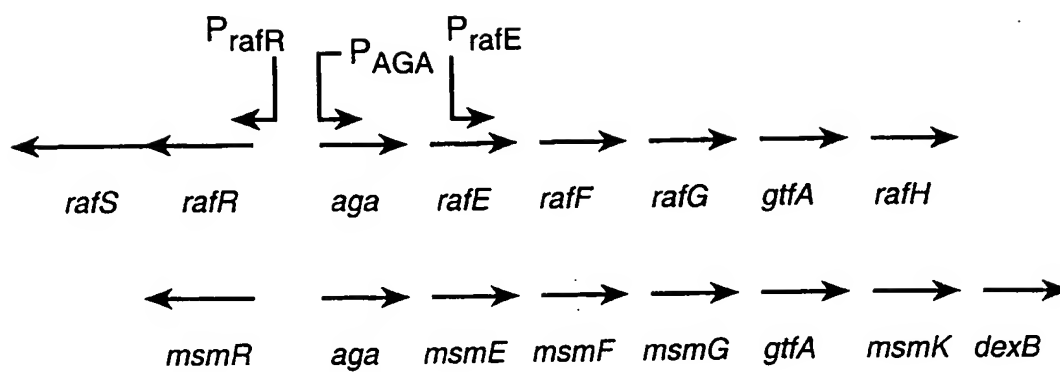 PrafR PAGA PrafE
rafS rafR aga rafE rafF rafG gtfA rafH
msmR aga msmE msmF msmG gtfA msmK dexB